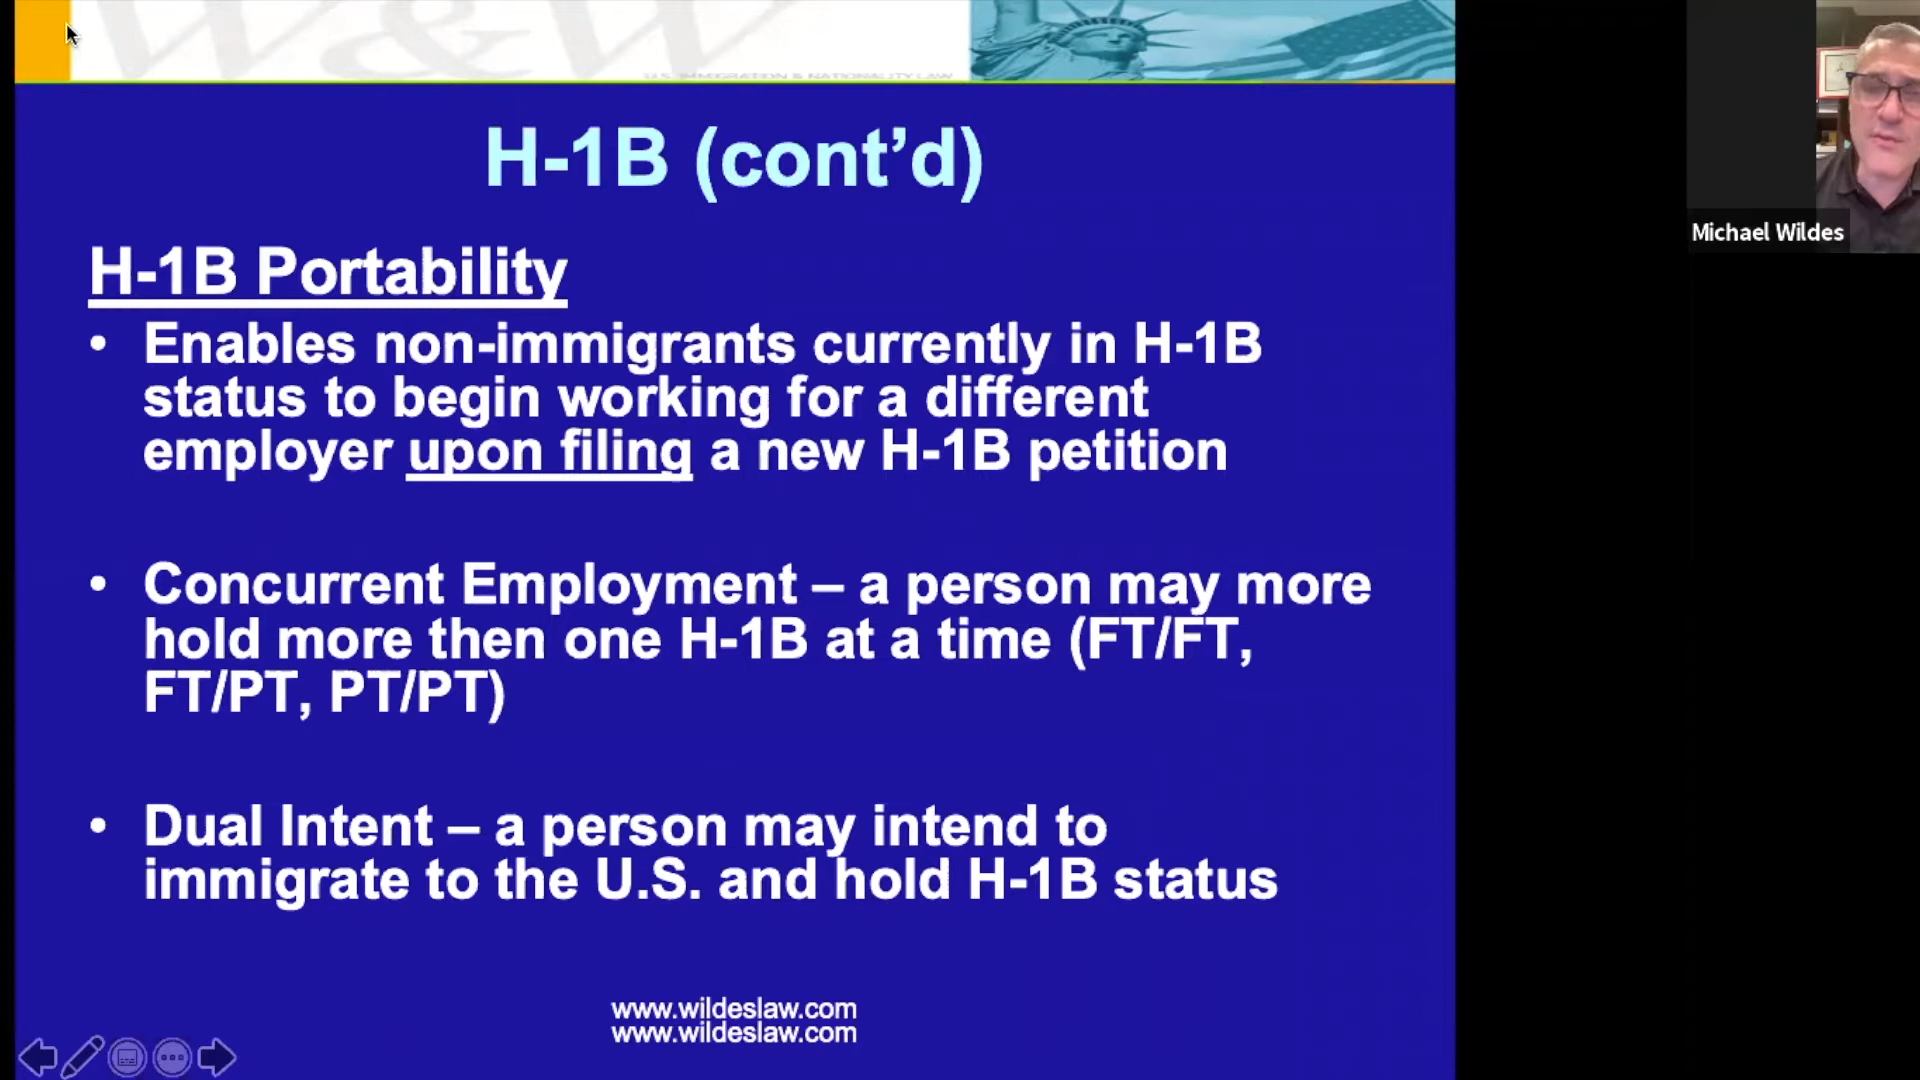 W&W
U.S. IMMIGRATION & NATIONALITY LAW
H-1B (cont’d)
H-1B Portability
• Enables non-immigrants currently in H-1B
status to begin working for a different
employer upon filing a new H-1B petition
• Concurrent Employment – a person may more
hold more then one H-1B at a time (FT/FT,
FT/PT, PT/PT)
• Dual Intent – a person may intend to
immigrate to the U.S. and hold H-1B status
www.wildeslaw.com
www.wildeslaw.com
Michael Wildes